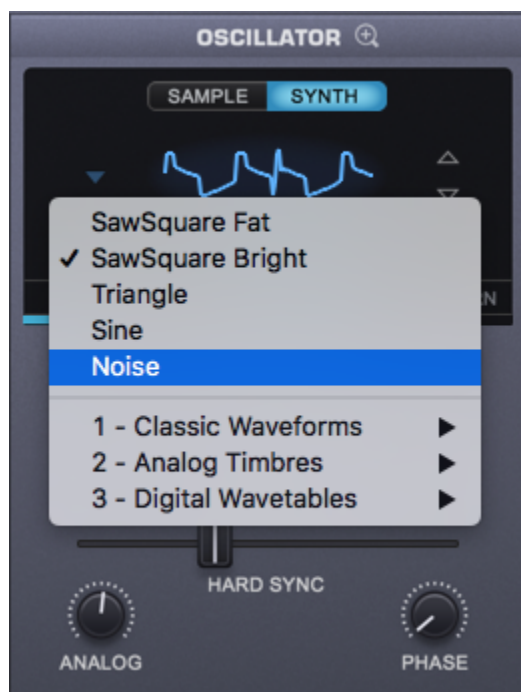 OSCILLATOR
SAMPLE SYNTH
SawSquare Fat
✓ SawSquare Bright
Triangle
Sine
Noise
1 - Classic Waveforms
2 - Analog Timbres
3 - Digital Wavetables
HARD SYNC
ANALOG PHASE